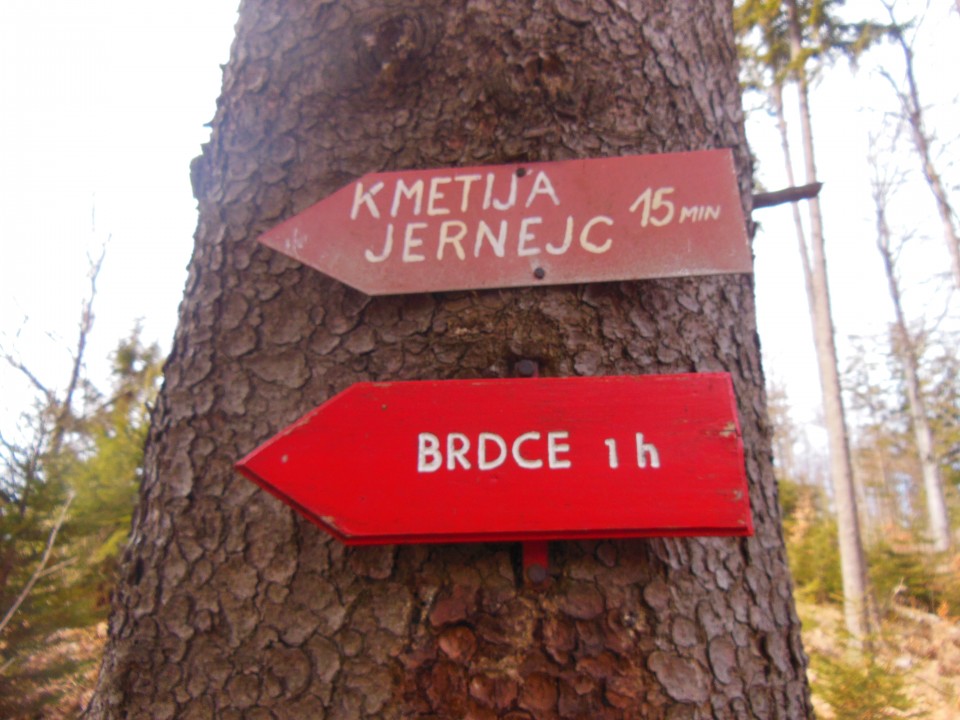 KMETIJA
JERNEJC 15 MIN
BRDCE 1 h